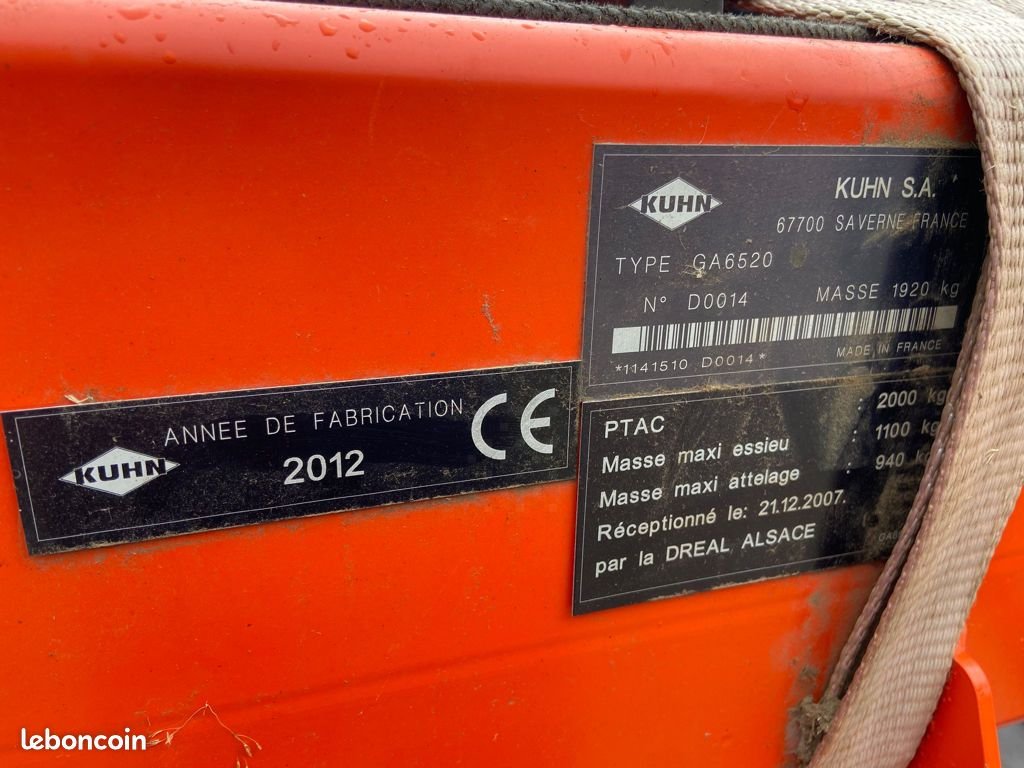 KUHN
KUHN S.A.
67700 SAVERNE-FRANCE
TYPE GA6520
N° D0014 MASSE 1920 kg
*1141510 D0014*
MADE IN FRANCE
ANNEE DE FABRICATION
2012
CE
KUHN
PTAC : 2000 kg
Masse maxi essieu : 1100 kg
Masse maxi attelage : 940 kg
Réceptionné le: 21.12.2007.
par la DREAL ALSACE
leboncoin